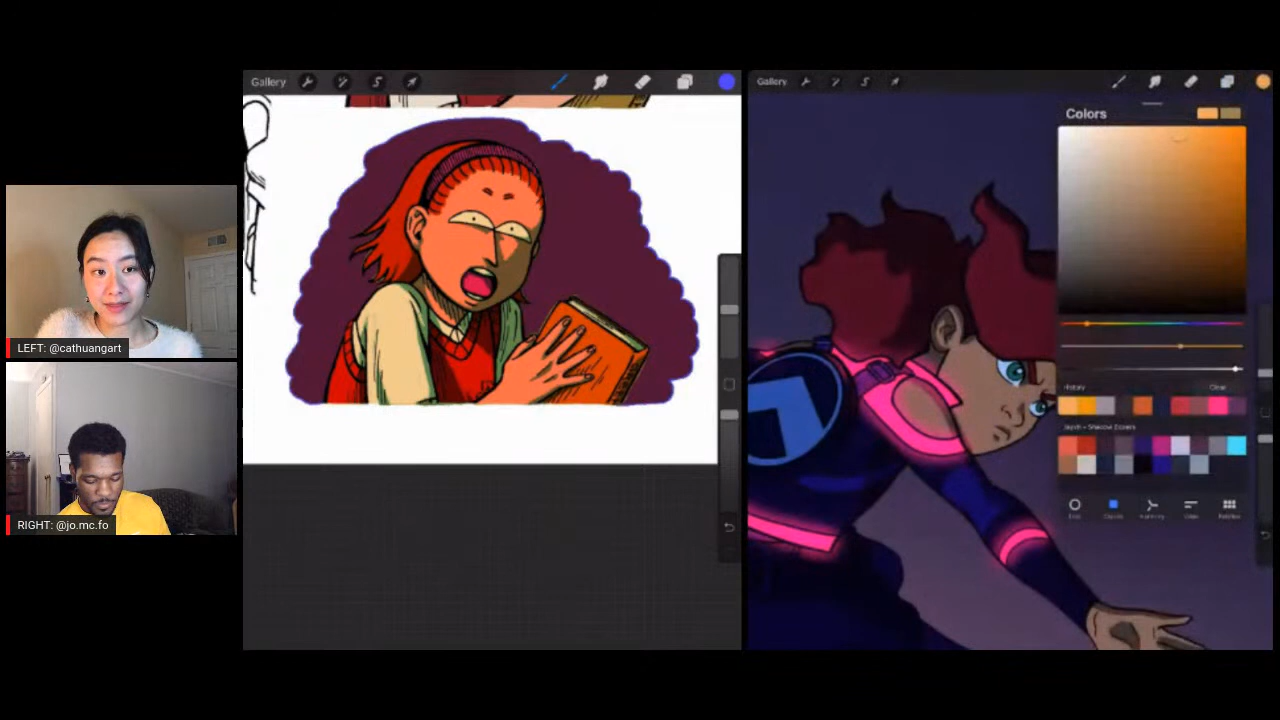 Gallery
Gallery
Colors
History
Clear
LEFT: @cathuangart
RIGHT: @jo.mc.fo